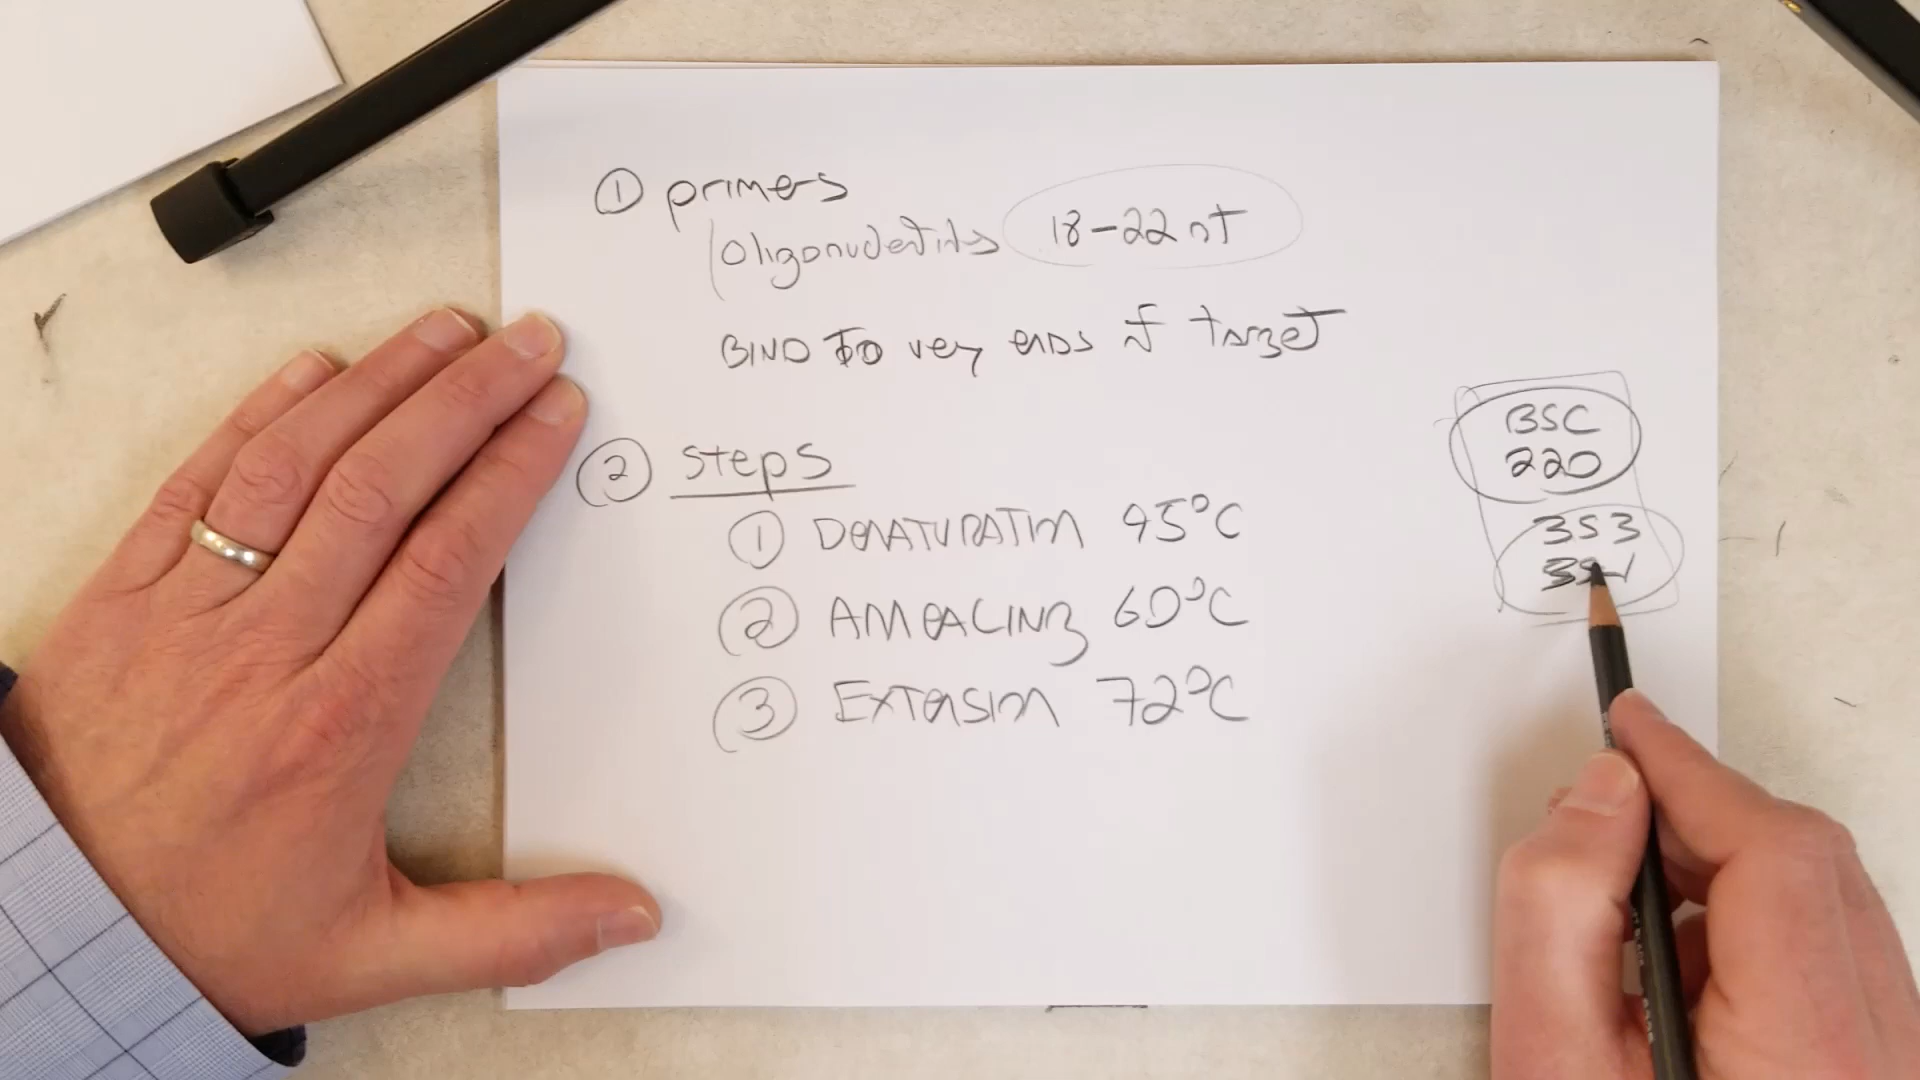 ① primers
oligonucleotides 18-22 nt
BIND TO very ends of target
② Steps
① DENATURATION 95°C
② ANNEALING 60°C
③ EXTENSION 72°C
BSC
220
353